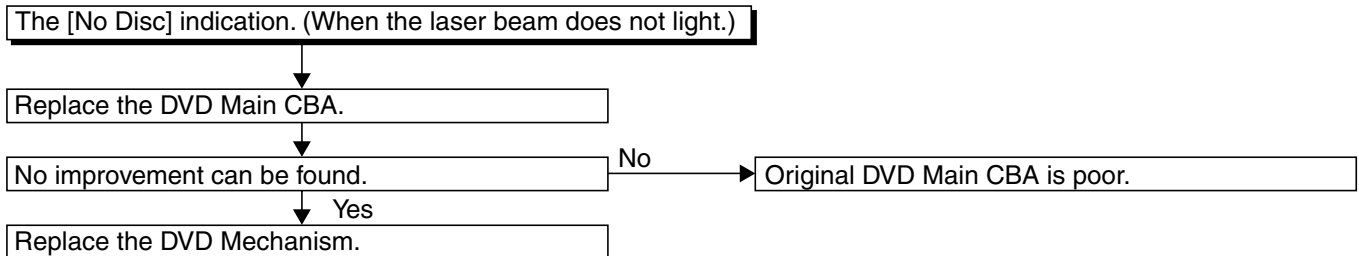 The [No Disc] indication. (When the laser beam does not light.)
Replace the DVD Main CBA.
No improvement can be found.
No
Original DVD Main CBA is poor.
Yes
Replace the DVD Mechanism.